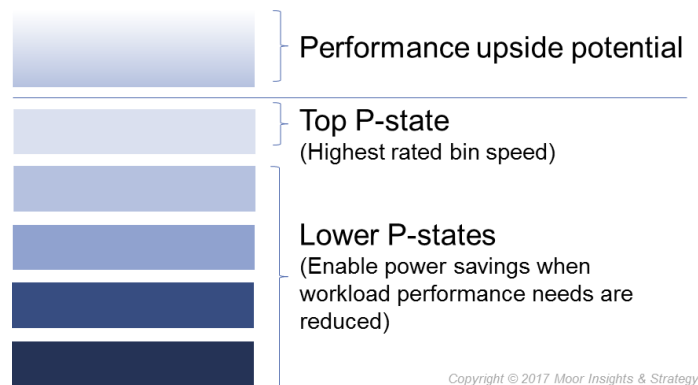 Performance upside potential
Top P-state
(Highest rated bin speed)
Lower P-states
(Enable power savings when
workload performance needs are
reduced)
Copyright © 2017 Moor Insights & Strategy